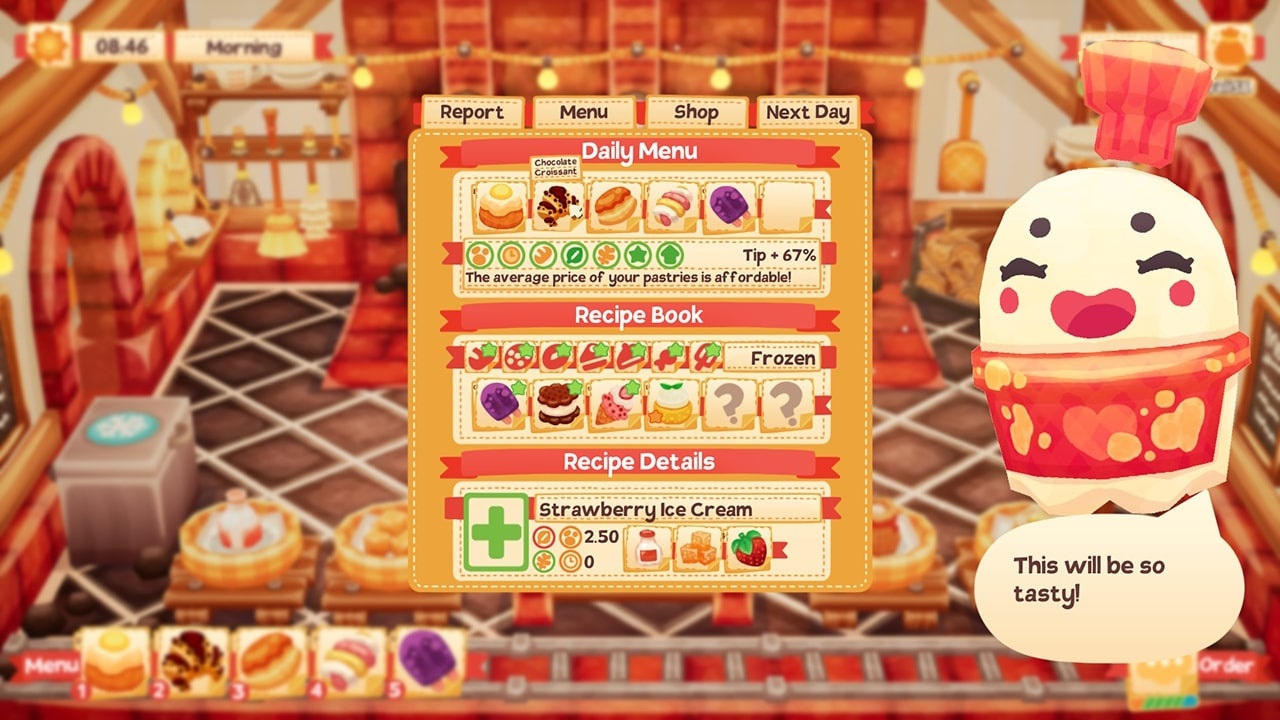 08:46
Morning
Report
Menu
Shop
Next Day
Daily Menu
Chocolate
Croissant
Tip + 67%
The average price of your pastries is affordable!
Recipe Book
Frozen
? ?
Recipe Details
Strawberry Ice Cream
2.50
0
This will be so
tasty!
Menu
1 2 3 4 5
Order